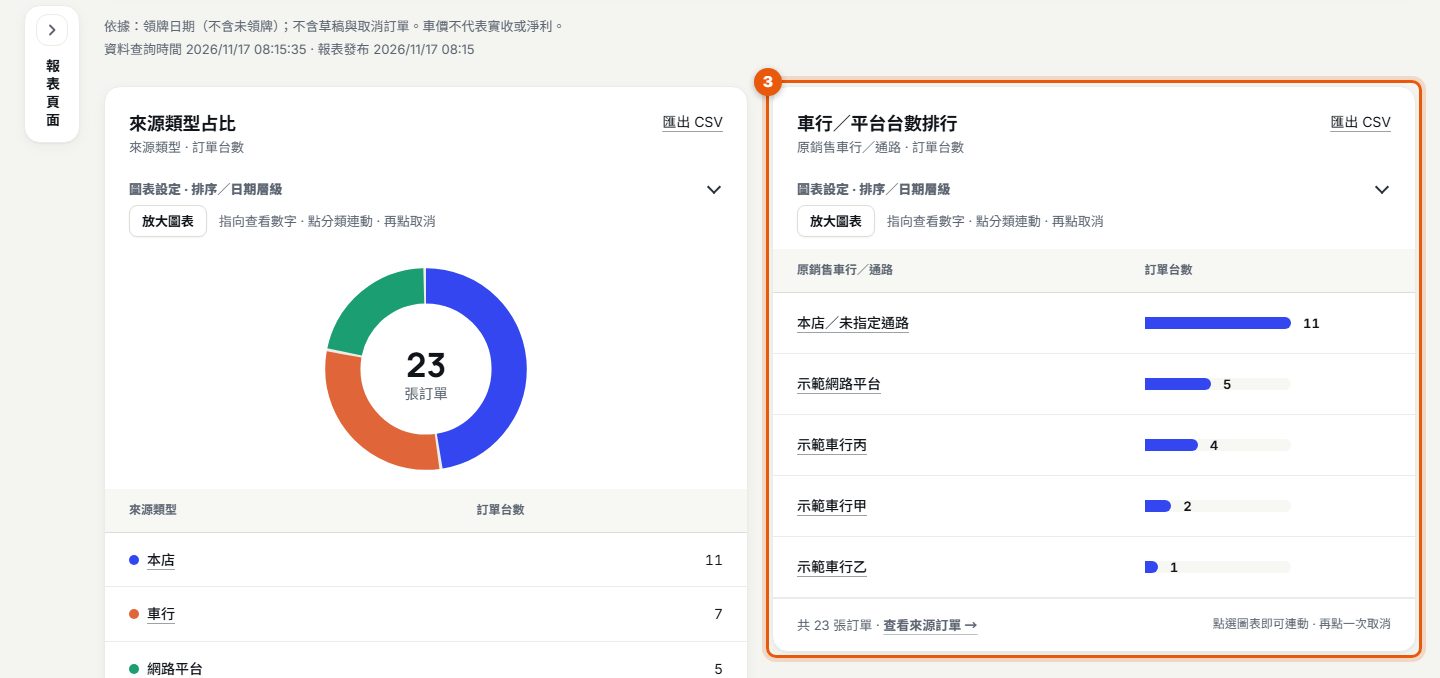 報表頁面
依據：領牌日期（不含未領牌）；不含草稿與取消訂單。車價不代表實收或淨利。
資料查詢時間 2026/11/17 08:15:35 · 報表發布 2026/11/17 08:15
來源類型占比
匯出 CSV
來源類型 · 訂單台數
圖表設定 · 排序／日期層級
放大圖表
指向查看數字 · 點分類連動 · 再點取消
23
張訂單
來源類型
訂單台數
本店
11
車行
7
網路平台
5
3
車行／平台台數排行
匯出 CSV
原銷售車行／通路 · 訂單台數
圖表設定 · 排序／日期層級
放大圖表
指向查看數字 · 點分類連動 · 再點取消
原銷售車行／通路
訂單台數
本店／未指定通路
11
示範網路平台
5
示範車行丙
4
示範車行甲
2
示範車行乙
1
共 23 張訂單 · 查看來源訂單 →
點選圖表即可連動 · 再點一次取消